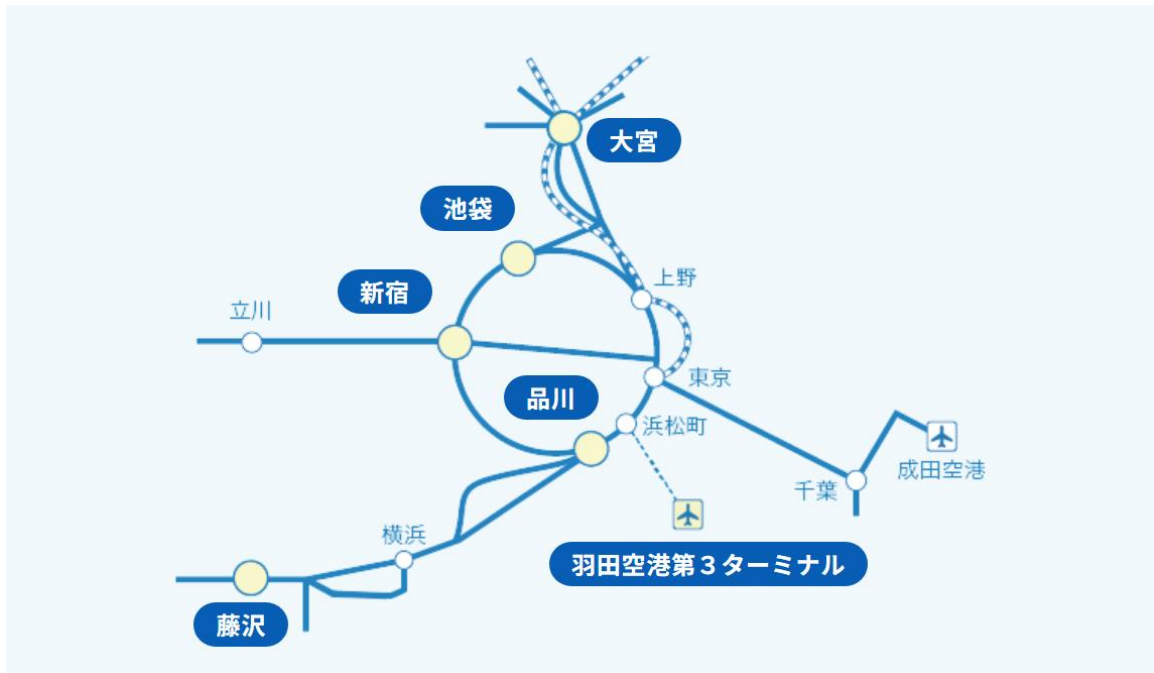 大宮
池袋
上野
新宿
立川
東京
品川
浜松町
成田空港
千葉
横浜
羽田空港第３ターミナル
藤沢